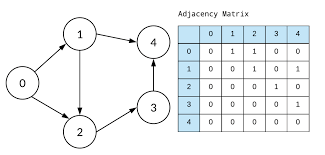 Adjacency Matrix
0
1
2
3
4
0 1 2 3 4
0 0 1 1 0 0
1 0 0 1 0 1
2 0 0 0 1 0
3 0 0 0 0 1
4 0 0 0 0 0